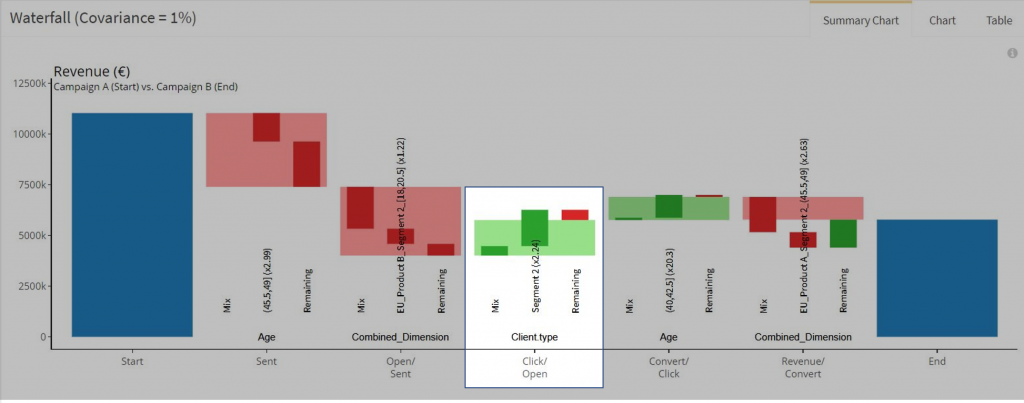 Waterfall (Covariance = 1%)
Summary Chart
Chart
Table
Revenue (€)
Campaign A (Start) vs. Campaign B (End)
12500k
10000k
7500k
5000k
2500k
0
Mix
(45.5,49] (x2.99)
Remaining
Age
Mix
EU_Product B_Segment 2_(18,20.5] (x1.22)
Remaining
Combined_Dimension
Mix
Segment 2 (x2.24)
Remaining
Client.type
Mix
(40,42.5] (x20.3)
Remaining
Age
Mix
EU_Product A_Segment 2_(45.5,49] (x2.63)
Remaining
Combined_Dimension
Start
Sent
Open/
Sent
Click/
Open
Convert/
Click
Revenue/
Convert
End